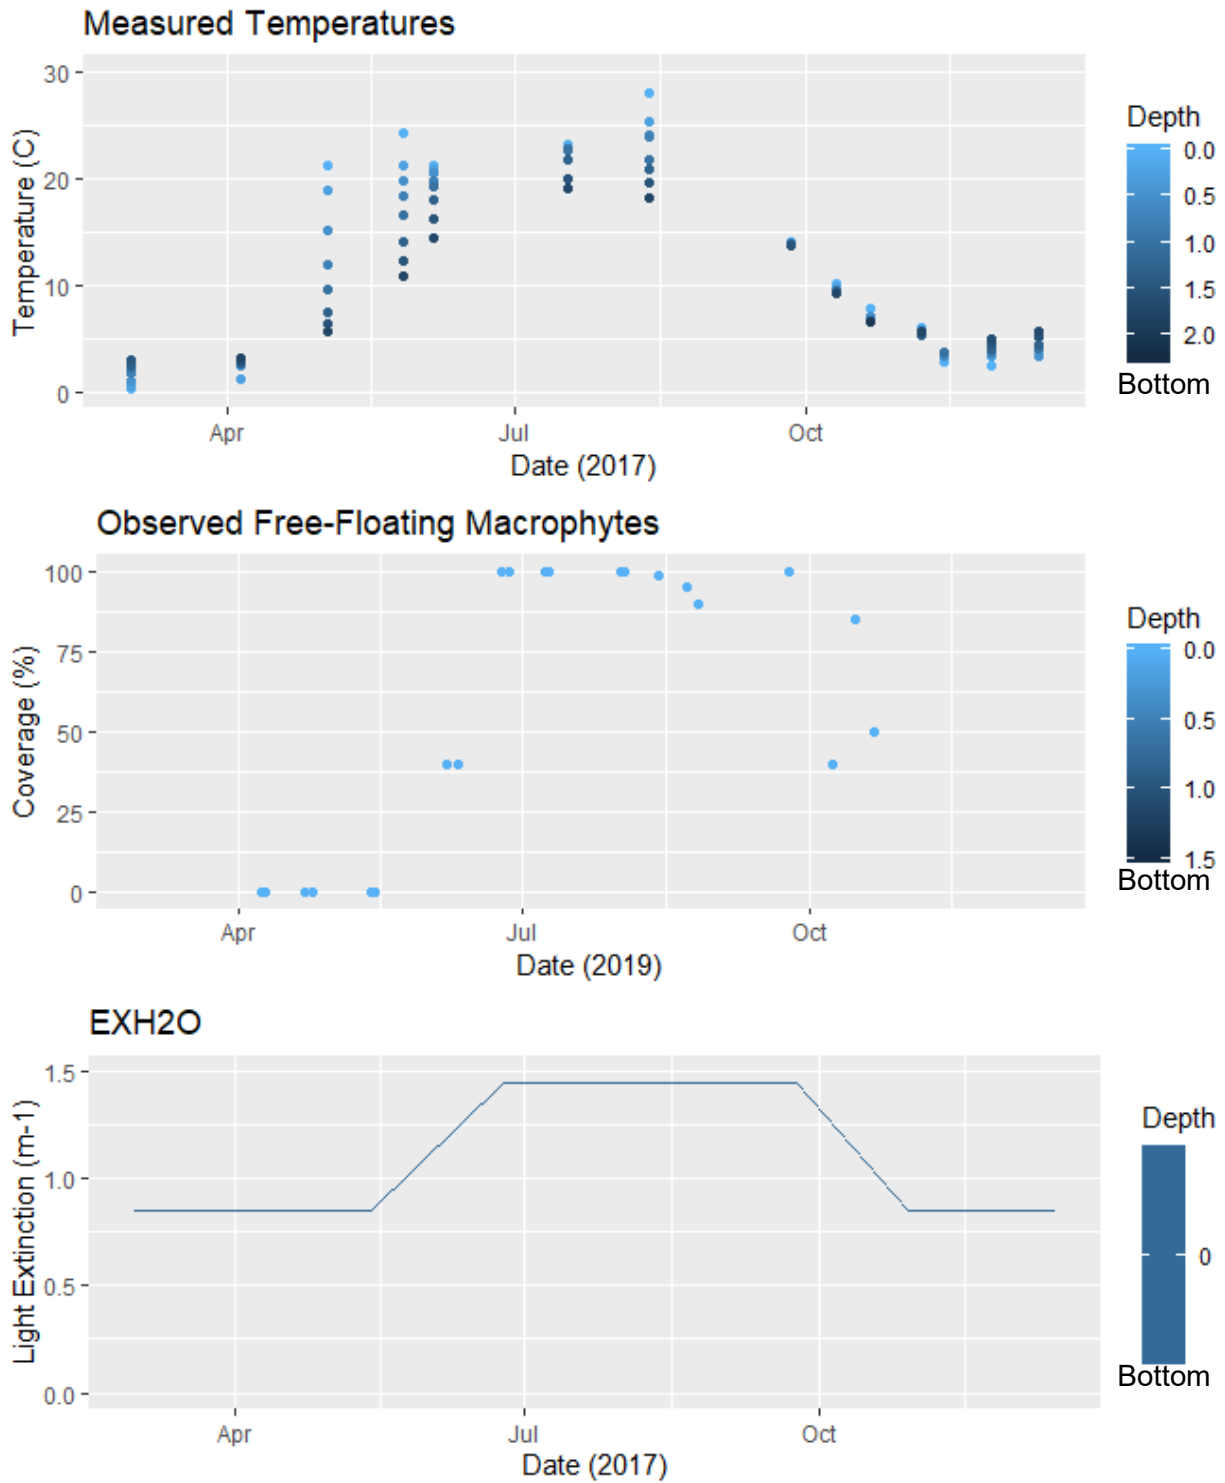 Measured Temperatures
30
20
10
0
Temperature (C)
Apr
Jul
Oct
Date (2017)
Depth
0.0
0.5
1.0
1.5
2.0
Bottom
Observed Free-Floating Macrophytes
100
75
50
25
0
Coverage (%)
Apr
Jul
Oct
Date (2019)
Depth
0.0
0.5
1.0
1.5
Bottom
EXH2O
1.5
1.0
0.5
0.0
Light Extinction (m-1)
Apr
Jul
Oct
Date (2017)
Depth
0
Bottom